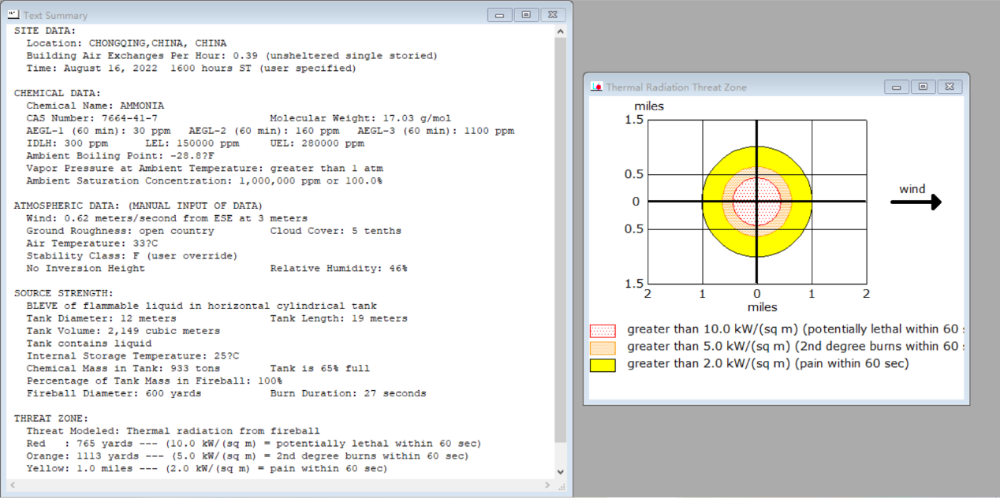 Text Summary
SITE DATA:
Location: CHONGQING,CHINA, CHINA
Building Air Exchanges Per Hour: 0.39 (unsheltered single storied)
Time: August 16, 2022 1600 hours ST (user specified)
CHEMICAL DATA:
Chemical Name: AMMONIA
CAS Number: 7664-41-7 Molecular Weight: 17.03 g/mol
AEGL-1 (60 min): 30 ppm AEGL-2 (60 min): 160 ppm AEGL-3 (60 min): 1100 ppm
IDLH: 300 ppm LEL: 150000 ppm UEL: 280000 ppm
Ambient Boiling Point: -28.8?F
Vapor Pressure at Ambient Temperature: greater than 1 atm
Ambient Saturation Concentration: 1,000,000 ppm or 100.0%
ATMOSPHERIC DATA: (MANUAL INPUT OF DATA)
Wind: 0.62 meters/second from ESE at 3 meters
Ground Roughness: open country Cloud Cover: 5 tenths
Air Temperature: 33?C
Stability Class: F (user override)
No Inversion Height Relative Humidity: 46%
SOURCE STRENGTH:
BLEVE of flammable liquid in horizontal cylindrical tank
Tank Diameter: 12 meters Tank Length: 19 meters
Tank Volume: 2,149 cubic meters
Tank contains liquid
Internal Storage Temperature: 25?C
Chemical Mass in Tank: 933 tons Tank is 65% full
Percentage of Tank Mass in Fireball: 100%
Fireball Diameter: 600 yards Burn Duration: 27 seconds
THREAT ZONE:
Threat Modeled: Thermal radiation from fireball
Red : 765 yards --- (10.0 kW/(sq m) = potentially lethal within 60 sec)
Orange: 1113 yards --- (5.0 kW/(sq m) = 2nd degree burns within 60 sec)
Yellow: 1.0 miles --- (2.0 kW/(sq m) = pain within 60 sec)
Thermal Radiation Threat Zone
miles
1.5
0.5
0
0.5
1.5
2 1 0 1 2
miles
wind
greater than 10.0 kW/(sq m) (potentially lethal within 60
greater than 5.0 kW/(sq m) (2nd degree burns within 60
greater than 2.0 kW/(sq m) (pain within 60 sec)